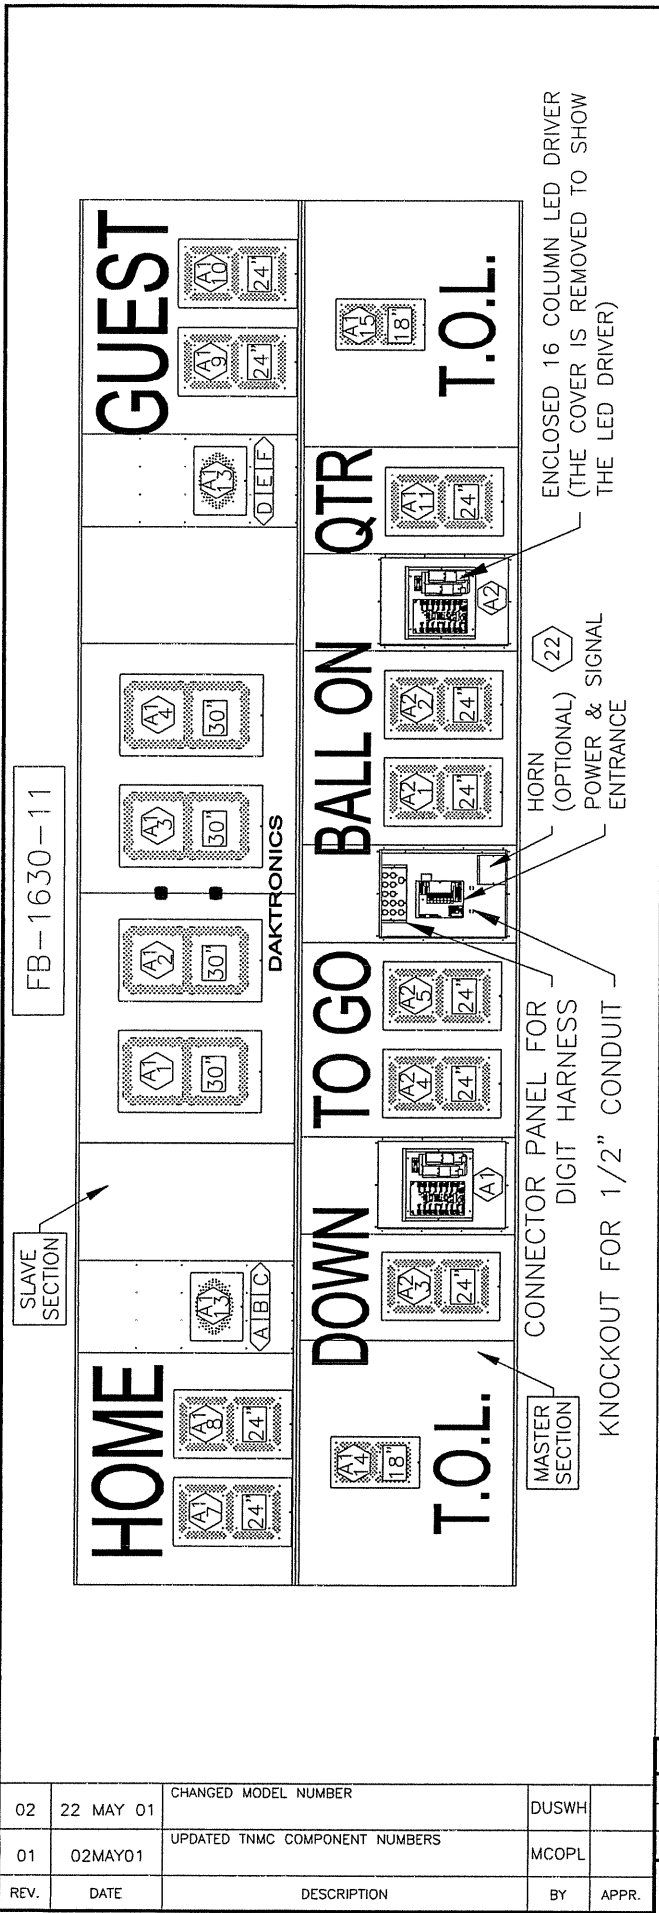 FB-1630-11
SLAVE
SECTION
HOME
GUEST
A1
7
24"
A1
8
24"
A1
13
A B C
A1
1
30"
A1
2
30"
A1
3
30"
A1
4
30"
DAKTRONICS
A1
13
D E F
A1
9
24"
A1
10
24"
T.O.L.
A1
14
18"
DOWN
A2
3
24"
A1
TO GO
A2
4
24"
A2
5
24"
BALL ON
A2
1
24"
A2
2
24"
A2
QTR
A1
11
24"
T.O.L.
A1
15
18"
MASTER
SECTION
CONNECTOR PANEL FOR
DIGIT HARNESS
KNOCKOUT FOR 1/2" CONDUIT
HORN
(OPTIONAL)
22
POWER & SIGNAL
ENTRANCE
ENCLOSED 16 COLUMN LED DRIVER
(THE COVER IS REMOVED TO SHOW
THE LED DRIVER)
02 22 MAY 01 CHANGED MODEL NUMBER DUSWH
01 02MAY01 UPDATED TNMC COMPONENT NUMBERS MCOPL
REV. DATE DESCRIPTION BY APPR.